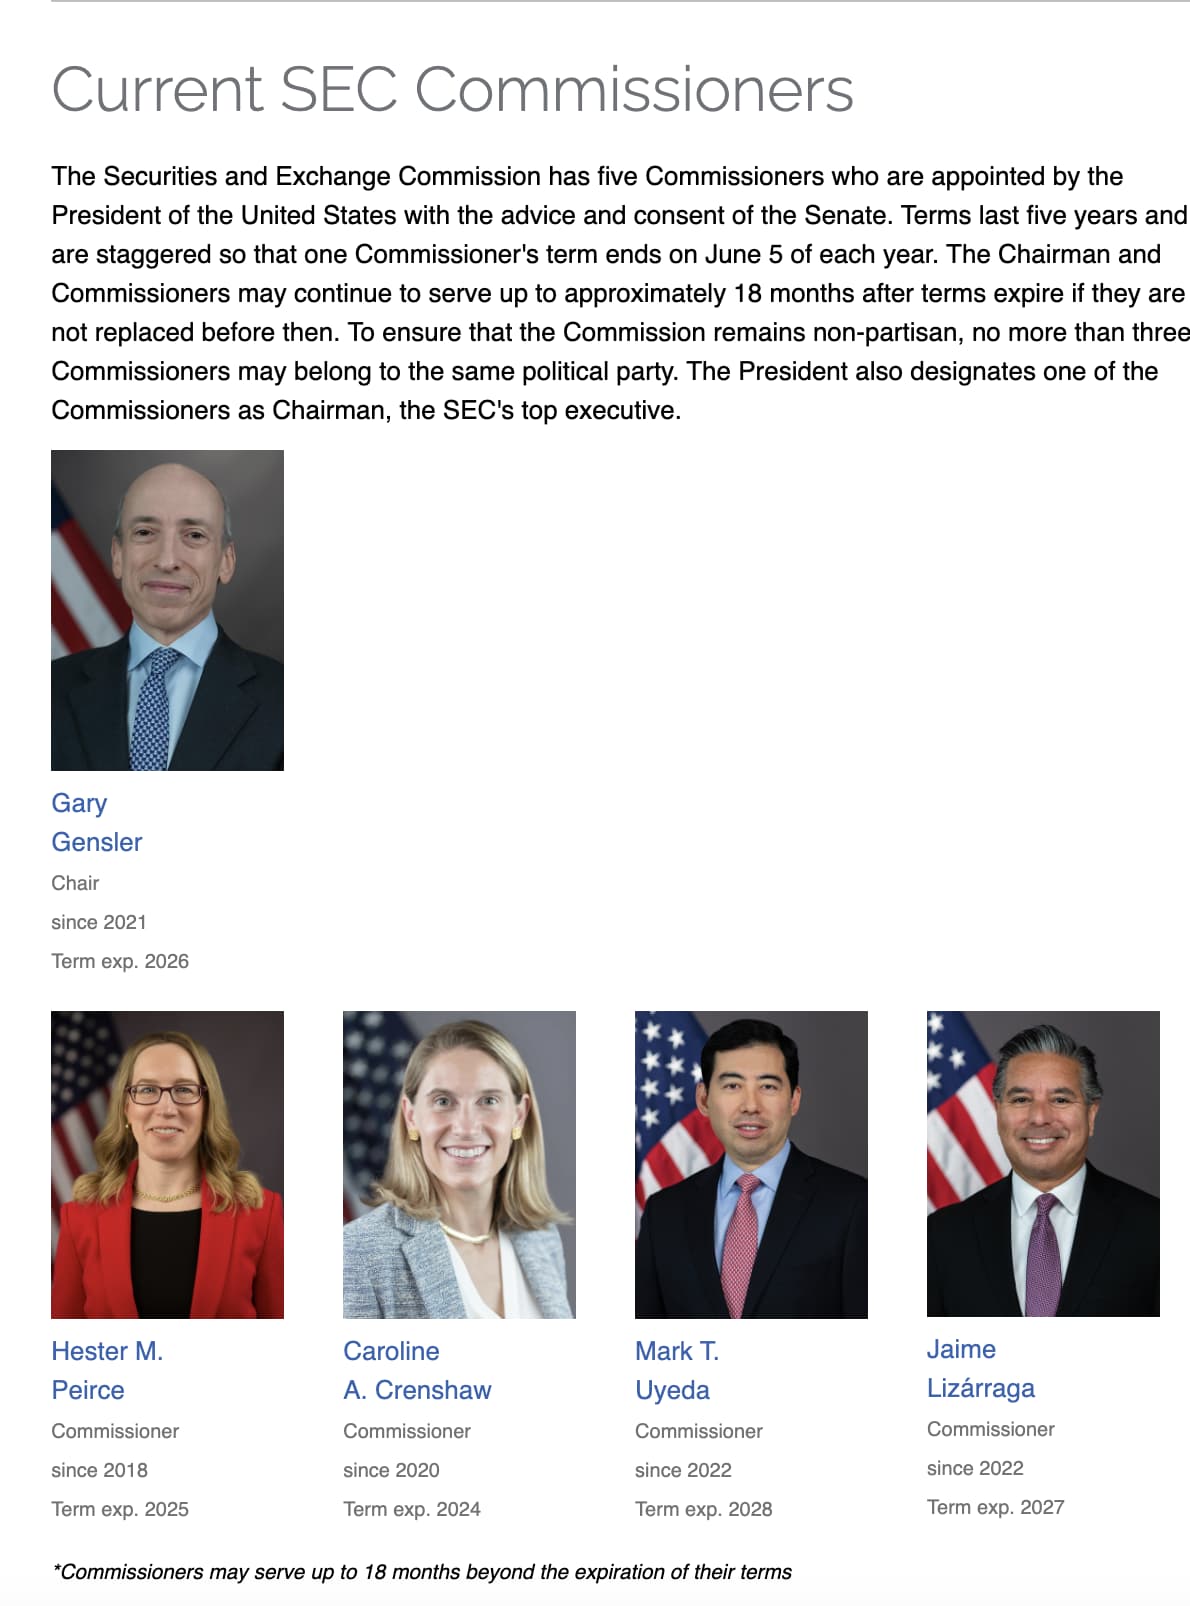 Current SEC Commissioners
The Securities and Exchange Commission has five Commissioners who are appointed by the
President of the United States with the advice and consent of the Senate. Terms last five years and
are staggered so that one Commissioner's term ends on June 5 of each year. The Chairman and
Commissioners may continue to serve up to approximately 18 months after terms expire if they are
not replaced before then. To ensure that the Commission remains non-partisan, no more than three
Commissioners may belong to the same political party. The President also designates one of the
Commissioners as Chairman, the SEC's top executive.
Gary
Gensler
Chair
since 2021
Term exp. 2026
Hester M.
Peirce
Commissioner
since 2018
Term exp. 2025
Caroline
A. Crenshaw
Commissioner
since 2020
Term exp. 2024
Mark T.
Uyeda
Commissioner
since 2022
Term exp. 2028
Jaime
Lizárraga
Commissioner
since 2022
Term exp. 2027
*Commissioners may serve up to 18 months beyond the expiration of their terms